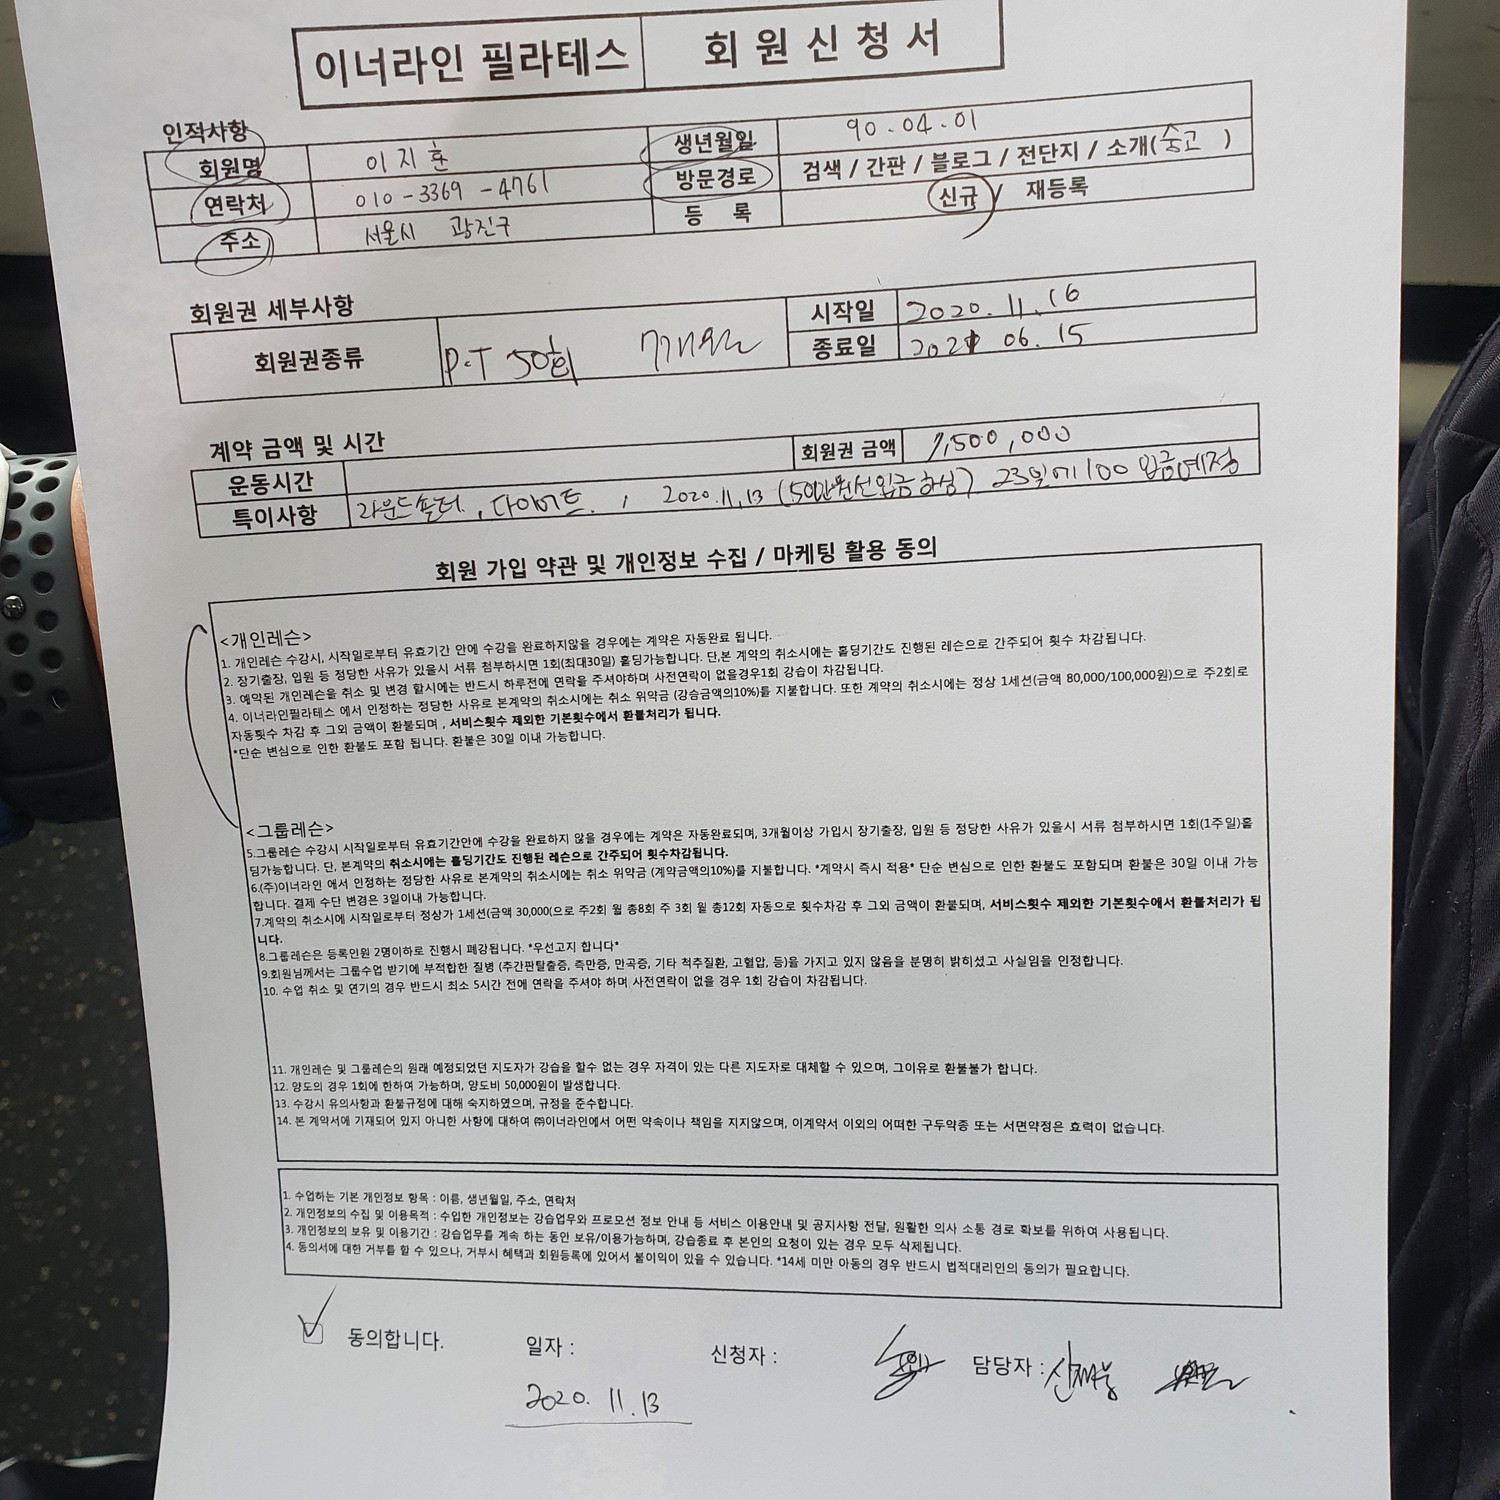 이너라인 필라테스 회원신청서
인적사항
회원명 이지훈 생년월일 90.04.01
연락처 010-3369-4761 방문경로 검색 / 간판 / 블로그 / 전단지 / 소개(숭고 )
주소 서울시 광진구 등 록 신규 / 재등록
회원권 세부사항
회원권종류 P.T 50회 7개월 시작일 2020.11.16
종료일 2021 06.15
계약 금액 및 시간
운동시간 회원권 금액 1,500,000
특이사항 라운드숄더, 다이어트, 2020.11.13 (50만원선입금하심) 23일에 100 입금예정
회원 가입 약관 및 개인정보 수집 / 마케팅 활용 동의
<개인레슨>
1. 개인레슨 수강시, 시작일로부터 유효기간 안에 수강을 완료하지않을 경우에는 계약은 자동완료 됩니다.
2. 장기출장, 입원 등 정당한 사유가 있을시 서류 첨부하시면 1회(최대30일) 홀딩가능합니다. 단,본 계약의 취소시에는 홀딩기간도 진행된 레슨으로 간주되어 횟수 차감됩니다.
3. 예약된 개인레슨을 취소 및 변경 할시에는 반드시 하루전에 연락을 주셔야하며 사전연락이 없을경우1회 강습이 차감됩니다.
4. 이너라인필라테스 에서 인정하는 정당한 사유로 본계약의 취소시에는 취소 위약금 (강습금액의10%)를 지불합니다. 또한 계약의 취소시에는 정상 1세션(금액 80,000/100,000원)으로 주2회로
자동횟수 차감 후 그외 금액이 환불되며 , 서비스횟수 제외한 기본횟수에서 환불처리가 됩니다.
*단순 변심으로 인한 환불도 포함 됩니다. 환불은 30일 이내 가능합니다.
<그룹레슨>
5.그룹레슨 수강시 시작일로부터 유효기간안에 수강을 완료하지 않을 경우에는 계약은 자동완료되며, 3개월이상 가입시 장기출장, 입원 등 정당한 사유가 있을시 서류 첨부하시면 1회(1주일)홀
딩가능합니다. 단, 본계약의 취소시에는 홀딩기간도 진행된 레슨으로 간주되어 횟수차감됩니다.
6.(주)이너라인 에서 인정하는 정당한 사유로 본계약의 취소시에는 취소 위약금 (계약금액의10%)를 지불합니다. *계약시 즉시 적용* 단순 변심으로 인한 환불도 포함되며 환불은 30일 이내 가능
합니다. 결제 수단 변경은 3일이내 가능합니다.
7.계약의 취소시에 시작일로부터 정상가 1세션(금액 30,000(으로 주2회 월 총8회 주 3회 월 총12회 자동으로 횟수차감 후 그외 금액이 환불되며, 서비스횟수 제외한 기본횟수에서 환불처리가 됩
니다.
8.그룹레슨은 등록인원 2명이하로 진행시 폐강됩니다. *우선고지 합니다*
9.회원님께서는 그룹수업 받기에 부적합한 질병 (추간판탈출증, 측만증, 만곡증, 기타 척추질환, 고혈압, 등)을 가지고 있지 않음을 분명히 밝히셨고 사실임을 인정합니다.
10. 수업 취소 및 연기의 경우 반드시 최소 5시간 전에 연락을 주셔야 하며 사전연락이 없을 경우 1회 강습이 차감됩니다.
11. 개인레슨 및 그룹레슨의 원래 예정되었던 지도자가 강습을 할수 없는 경우 자격이 있는 다른 지도자로 대체할 수 있으며, 그이유로 환불불가 합니다.
12. 양도의 경우 1회에 한하여 가능하며, 양도비 50,000원이 발생합니다.
13. 수강시 유의사항과 환불규정에 대해 숙지하였으며, 규정을 준수합니다.
14. 본 계약서에 기재되어 있지 아니한 사항에 대하여 ㈜이너라인에서 어떤 약속이나 책임을 지지않으며, 이계약서 이외의 어떠한 구두약종 또는 서면약정은 효력이 없습니다.
1. 수업하는 기본 개인정보 항목 : 이름, 생년월일, 주소, 연락처
2. 개인정보의 수집 및 이용목적 : 수입한 개인정보는 강습업무와 프로모션 정보 안내 등 서비스 이용안내 및 공지사항 전달, 원활한 의사 소통 경로 확보를 위하여 사용됩니다.
3. 개인정보의 보유 및 이용기간 : 강습업무를 계속 하는 동안 보유/이용가능하며, 강습종료 후 본인의 요청이 있는 경우 모두 삭제됩니다.
4. 동의서에 대한 거부를 할 수 있으나, 거부시 혜택과 회원등록에 있어서 불이익이 있을 수 있습니다. *14세 미만 아동의 경우 반드시 법적대리인의 동의가 필요합니다.
동의합니다. 일자 : 신청자 : (인) 담당자 :
2020. 11.13